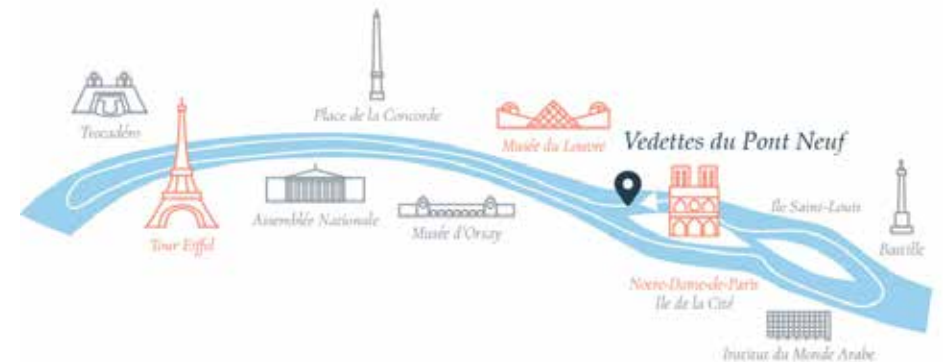 Place de la Concorde
Trocadéro
Musée du Louvre
Vedettes du Pont Neuf
Assemblée Nationale
Ile Saint-Louis
Tour Eiffel
Musée d'Orsay
Bastille
Notre-Dame-de-Paris
Ile de la Cité
Institut du Monde Arabe